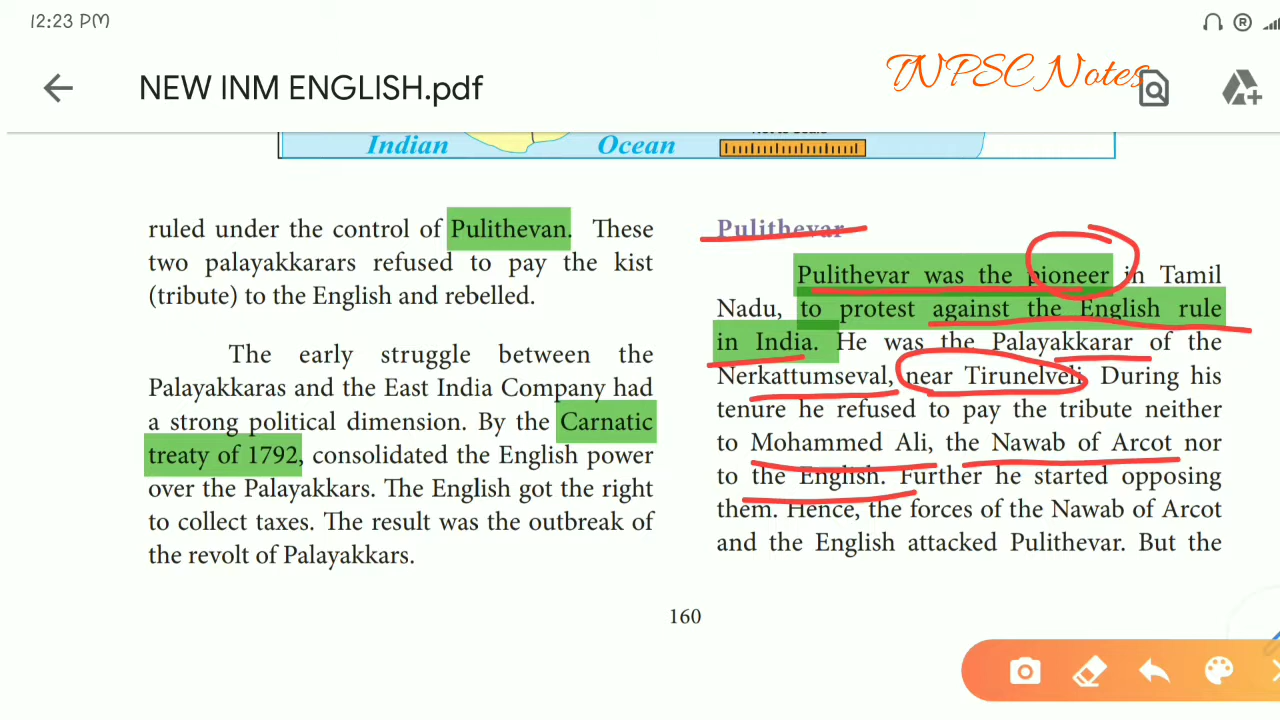 12:23 PM
R
NEW INM ENGLISH.pdf
TNPSC Notes
Indian
Ocean
ruled under the control of Pulithevan. These
two palayakkarars refused to pay the kist
(tribute) to the English and rebelled.
The early struggle between the
Palayakkaras and the East India Company had
a strong political dimension. By the Carnatic
treaty of 1792, consolidated the English power
over the Palayakkars. The English got the right
to collect taxes. The result was the outbreak of
the revolt of Palayakkars.
Pulithevar
Pulithevar was the pioneer in Tamil
Nadu, to protest against the English rule
in India. He was the Palayakkarar of the
Nerkattumseval, near Tirunelveli. During his
tenure he refused to pay the tribute neither
to Mohammed Ali, the Nawab of Arcot nor
to the English. Further he started opposing
them. Hence, the forces of the Nawab of Arcot
and the English attacked Pulithevar. But the
160